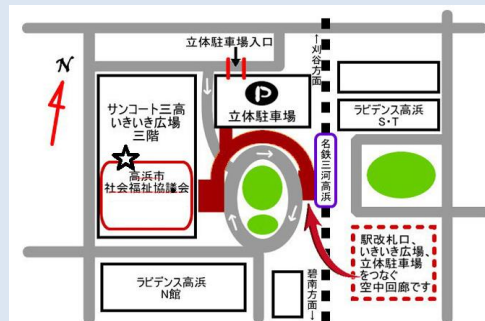 立体駐車場入口
↑刈谷方面
N
サンコート三高
いきいき広場
三階
P
立体駐車場
ラビデンス高浜
S・T
高浜市
社会福祉協議会
名鉄三河高浜
駅改札口、
いきいき広場、
立体駐車場
をつなぐ
空中回廊です
ラビデンス高浜
N館
碧南方面→